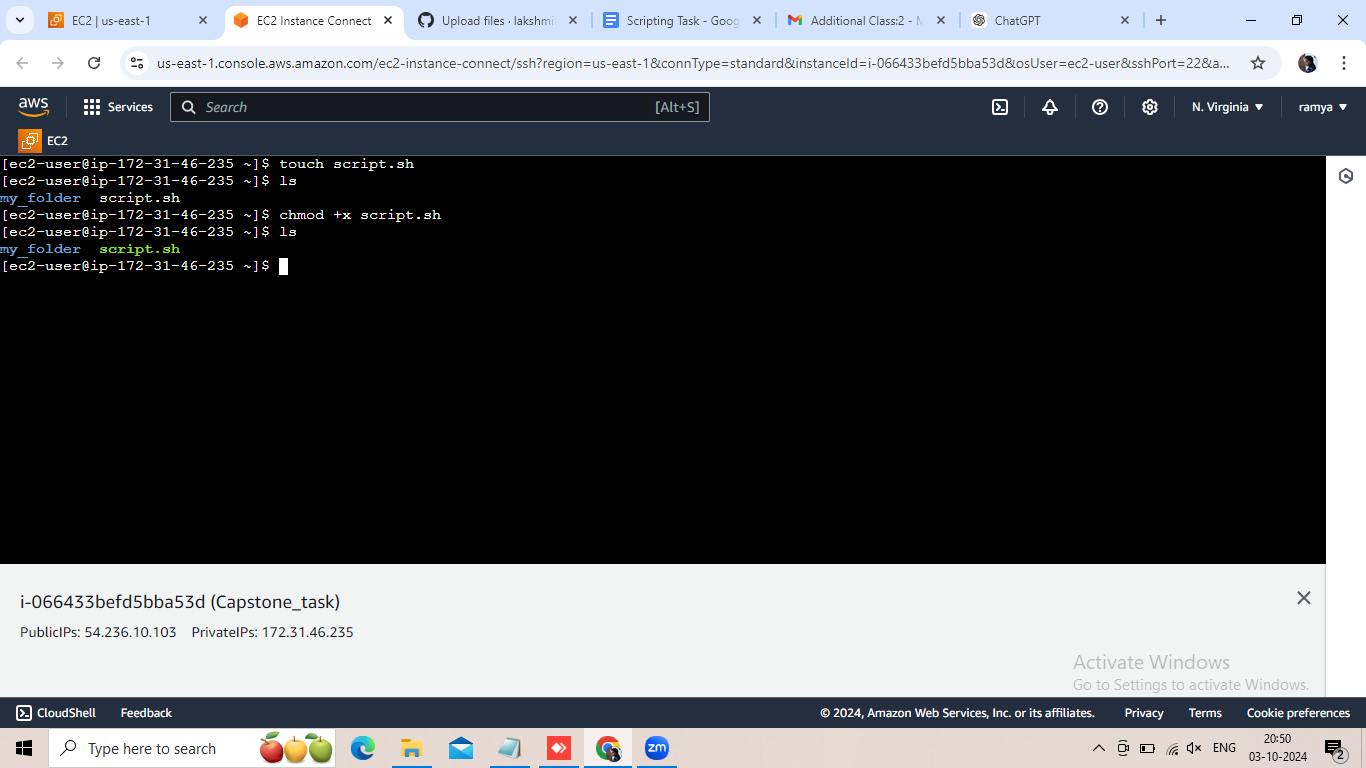 EC2 | us-east-1
EC2 Instance Connect
Upload files · lakshmi
Scripting Task - Goog
Additional Class:2 - M
ChatGPT
us-east-1.console.aws.amazon.com/ec2-instance-connect/ssh?region=us-east-1&connType=standard&instanceId=i-066433befd5bba53d&osUser=ec2-user&sshPort=22&a...
aws
Services
Search
[Alt+S]
N. Virginia
ramya
EC2
[ec2-user@ip-172-31-46-235 ~]$ touch script.sh
[ec2-user@ip-172-31-46-235 ~]$ ls
my_folder script.sh
[ec2-user@ip-172-31-46-235 ~]$ chmod +x script.sh
[ec2-user@ip-172-31-46-235 ~]$ ls
my_folder script.sh
[ec2-user@ip-172-31-46-235 ~]$
i-066433befd5bba53d (Capstone_task)
PublicIPs: 54.236.10.103 PrivateIPs: 172.31.46.235
Activate Windows
Go to Settings to activate Windows.
CloudShell
Feedback
© 2024, Amazon Web Services, Inc. or its affiliates.
Privacy
Terms
Cookie preferences
Type here to search
zm
ENG
20:50
03-10-2024
2